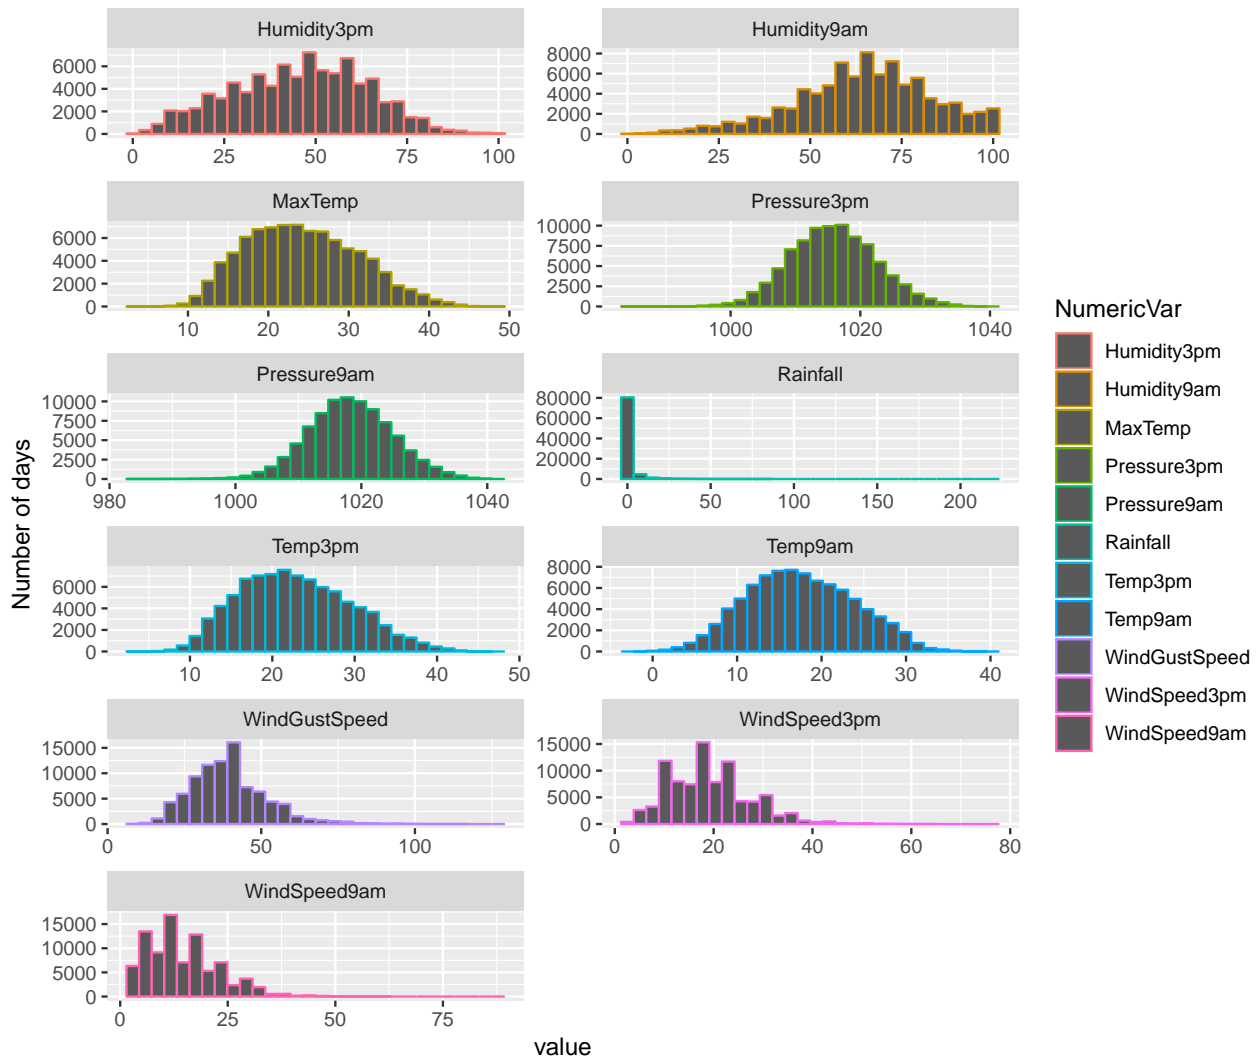 Humidity3pm
6000
4000
2000
0
0 25 50 75 100
Humidity9am
8000
6000
4000
2000
0
0 25 50 75 100
MaxTemp
6000
4000
2000
0
10 20 30 40 50
Pressure3pm
10000
7500
5000
2500
0
1000 1020 1040
Pressure9am
10000
7500
5000
2500
0
980 1000 1020 1040
Rainfall
80000
60000
40000
20000
0
0 50 100 150 200
Temp3pm
6000
4000
2000
0
10 20 30 40 50
Temp9am
8000
6000
4000
2000
0
0 10 20 30 40
WindGustSpeed
15000
10000
5000
0
0 50 100
WindSpeed3pm
15000
10000
5000
0
0 20 40 60 80
WindSpeed9am
15000
10000
5000
0
0 25 50 75
Number of days
value
NumericVar
Humidity3pm
Humidity9am
MaxTemp
Pressure3pm
Pressure9am
Rainfall
Temp3pm
Temp9am
WindGustSpeed
WindSpeed3pm
WindSpeed9am